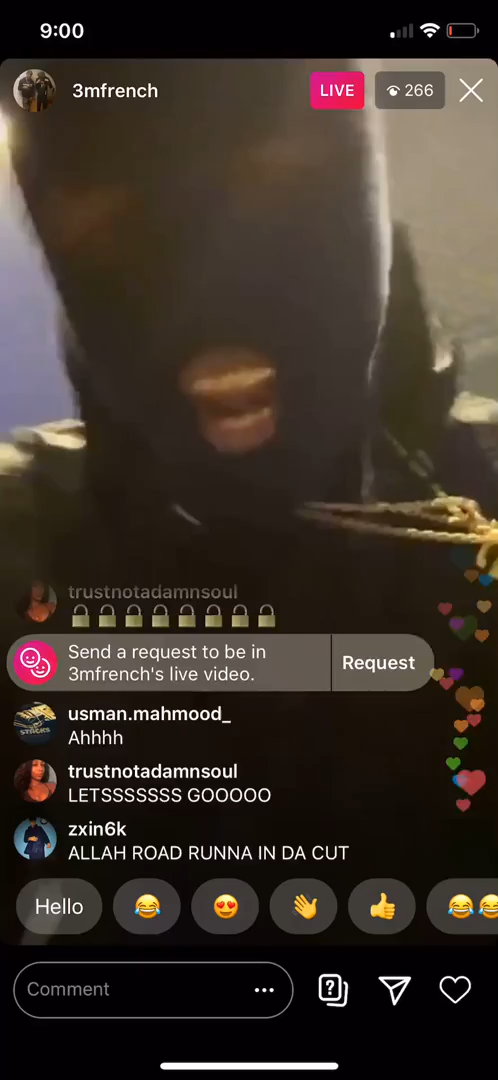 9:00
3mfrench
LIVE
266
trustnotadamnsoul
🔒🔒🔒🔒🔒🔒🔒🔒
Send a request to be in
3mfrench's live video.
Request
usman.mahmood_
Ahhhh
trustnotadamnsoul
LETSSSSSSS GOOOOO
zxin6k
ALLAH ROAD RUNNA IN DA CUT
Hello
Comment